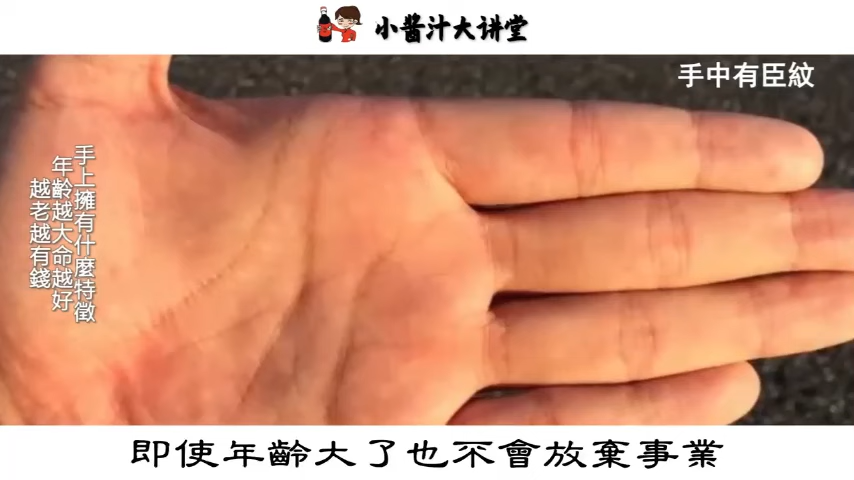 小酱汁大讲堂
手中有臣紋
手上擁有什麼特徵
年齡越大命越好
越老越有錢
即使年齡大了也不會放棄事業